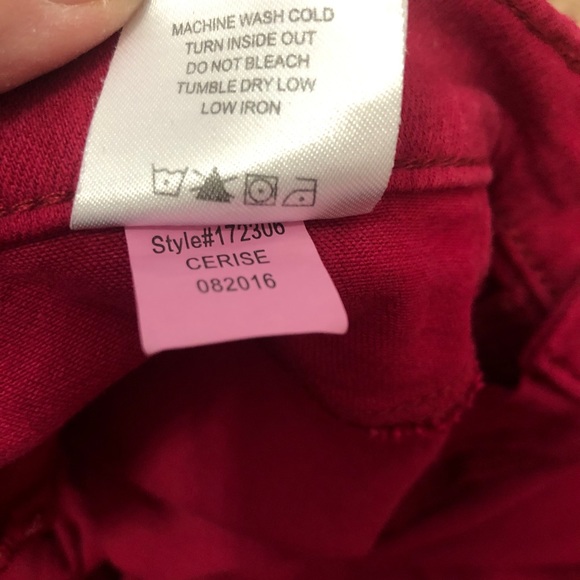 MACHINE WASH COLD
TURN INSIDE OUT
DO NOT BLEACH
TUMBLE DRY LOW
LOW IRON
Style#172306
CERISE
082016